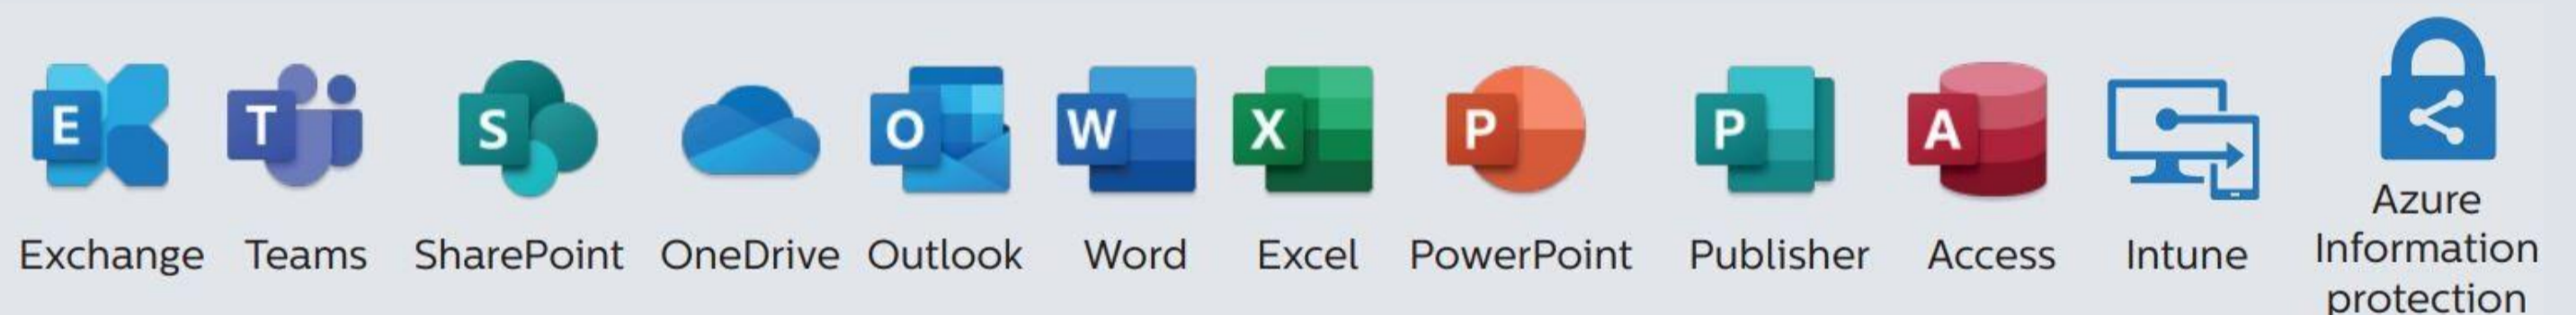 E T S O W X P P A
Exchange Teams SharePoint OneDrive Outlook Word Excel PowerPoint Publisher Access Intune Azure
Information
protection